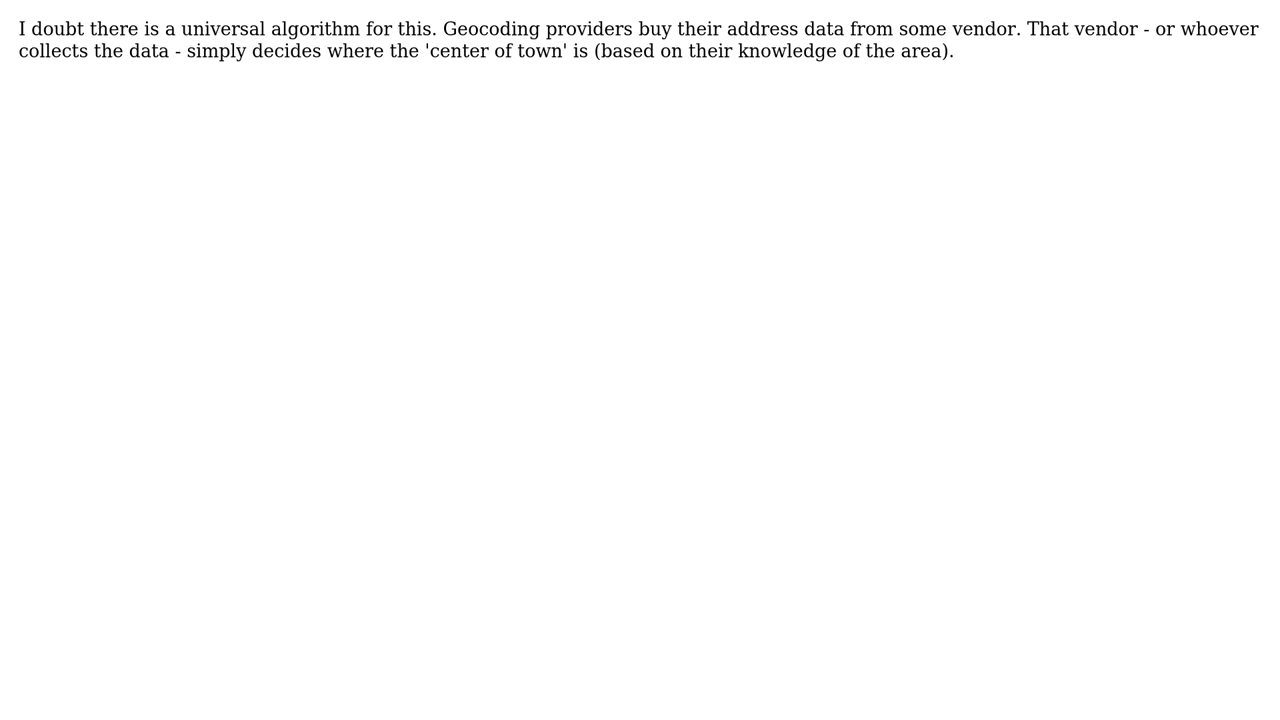 I doubt there is a universal algorithm for this. Geocoding providers buy their address data from some vendor. That vendor - or whoever
collects the data - simply decides where the 'center of town' is (based on their knowledge of the area).